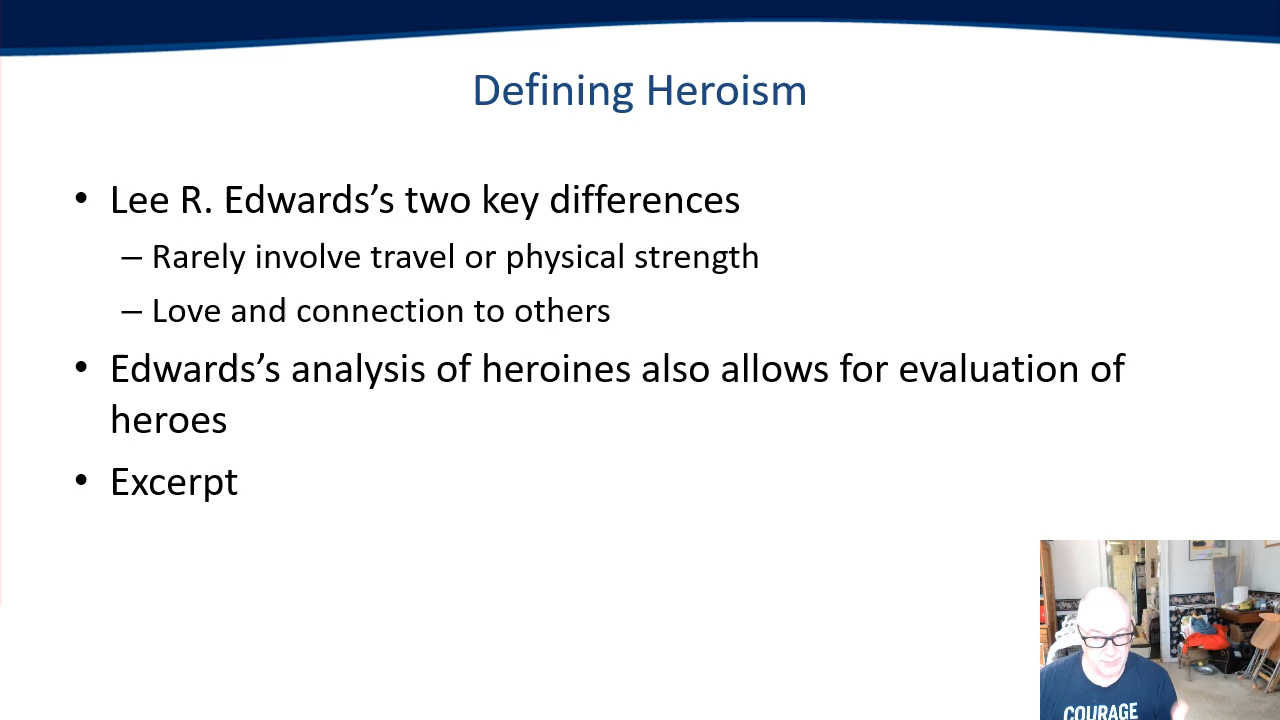 Defining Heroism
• Lee R. Edwards’s two key differences
– Rarely involve travel or physical strength
– Love and connection to others
• Edwards’s analysis of heroines also allows for evaluation of
heroes
• Excerpt
COURAGE